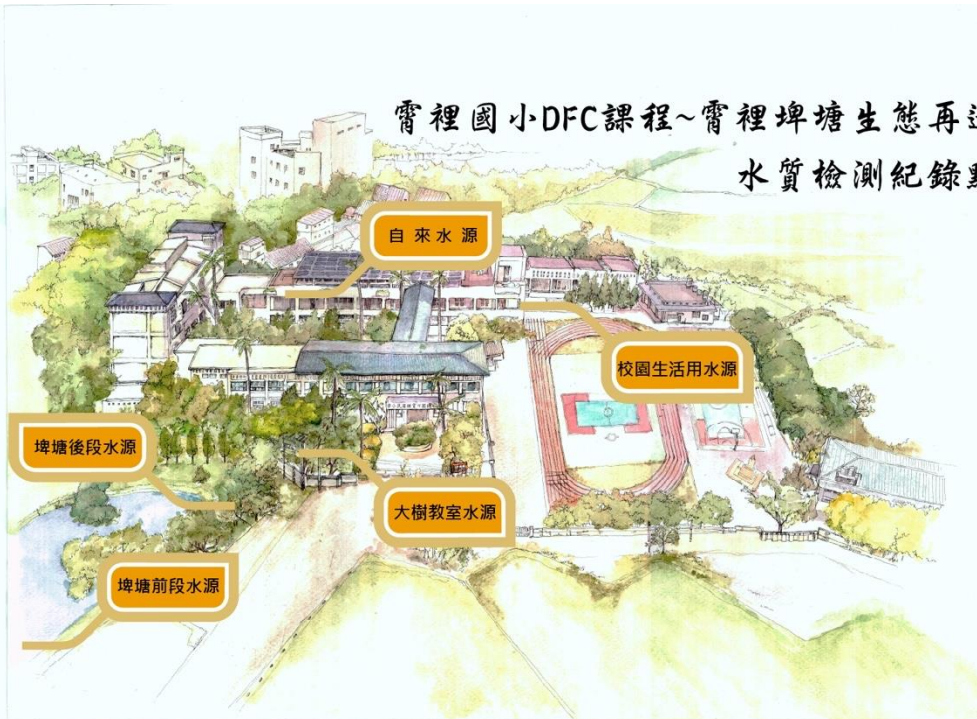 霄裡國小DFC課程~霄裡埤塘生態再
水質檢測紀錄
自來水源
校園生活用水源
埤塘後段水源
大樹教室水源
埤塘前段水源